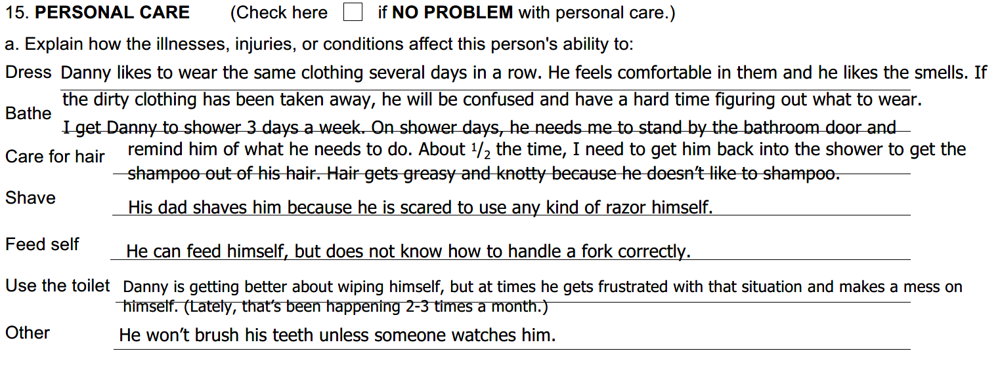 15. PERSONAL CARE (Check here if NO PROBLEM with personal care.)
a. Explain how the illnesses, injuries, or conditions affect this person's ability to:
Dress Danny likes to wear the same clothing several days in a row. He feels comfortable in them and he likes the smells. If
the dirty clothing has been taken away, he will be confused and have a hard time figuring out what to wear.
Bathe
I get Danny to shower 3 days a week. On shower days, he needs me to stand by the bathroom door and
remind him of what he needs to do. About 1/2 the time, I need to get him back into the shower to get the
Care for hair
shampoo out of his hair. Hair gets greasy and knotty because he doesn’t like to shampoo.
Shave
His dad shaves him because he is scared to use any kind of razor himself.
Feed self
He can feed himself, but does not know how to handle a fork correctly.
Use the toilet Danny is getting better about wiping himself, but at times he gets frustrated with that situation and makes a mess on
himself. (Lately, that’s been happening 2-3 times a month.)
Other He won’t brush his teeth unless someone watches him.